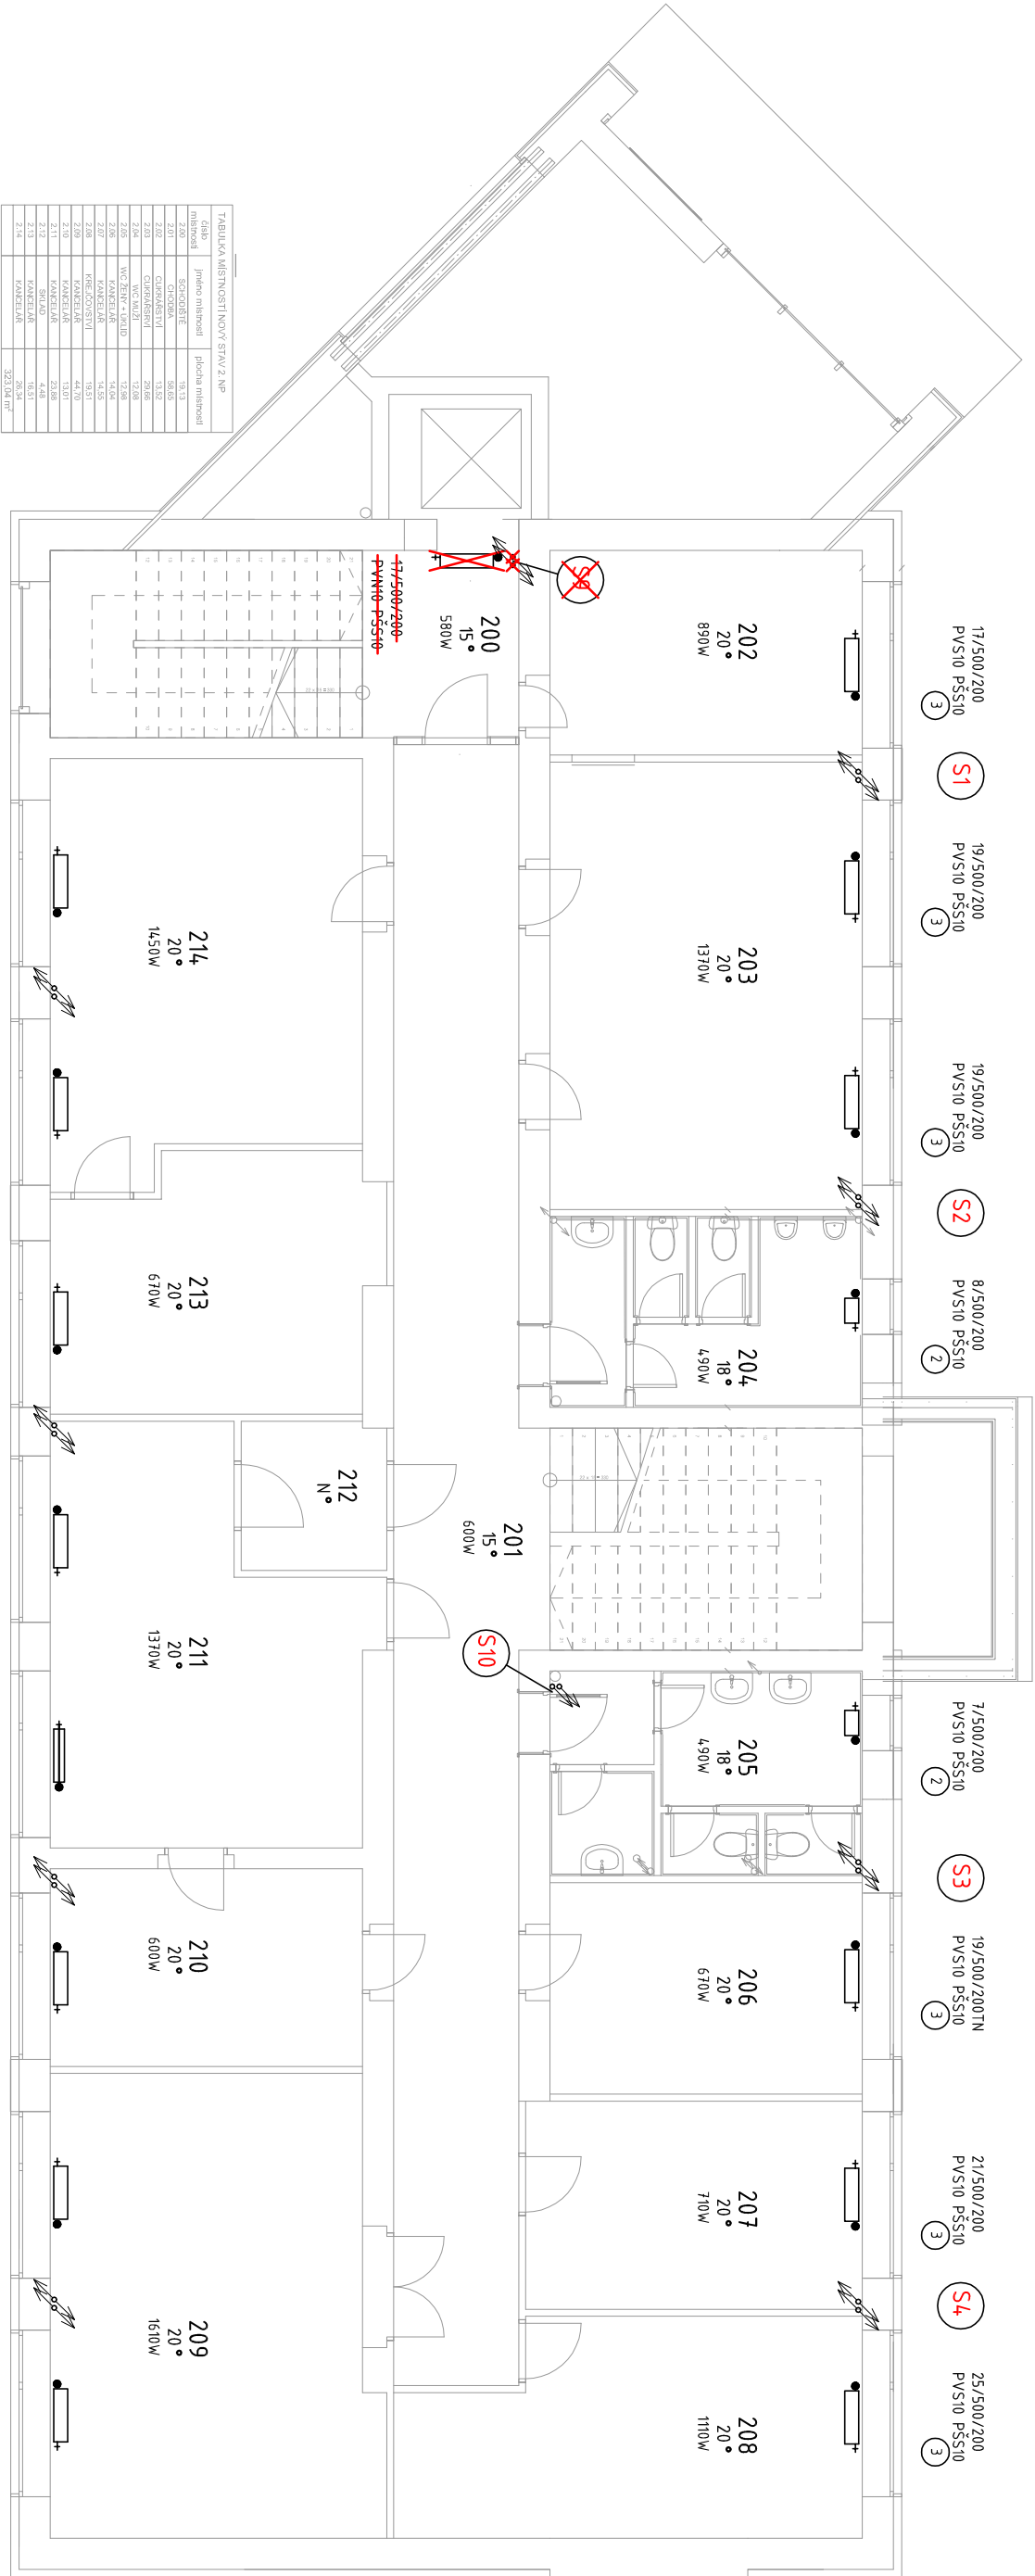 17/500/200
PVS10 PŠS10
3
S1
19/500/200
PVS10 PŠS10
3
19/500/200
PVS10 PŠS10
3
S2
8/500/200
PVS10 PŠS10
2
7/500/200
PVS10 PŠS10
2
S3
19/500/200TN
PVS10 PŠS10
3
21/500/200
PVS10 PŠS10
3
S4
25/500/200
PVS10 PŠS10
3
202
20°
890W
203
20°
1370W
204
18°
490W
205
18°
490W
206
20°
670W
207
20°
710W
208
20°
1110W
S9
200
15°
580W
17/500/200
PVN10 PŠS10
201
15°
600W
S10
212
N°
214
20°
1450W
213
20°
670W
211
20°
1370W
210
20°
600W
209
20°
1610W
TABULKA MÍSTNOSTÍ NOVÝ STAV 2. NP
číslo místnosti jméno místnosti plocha místnosti
2.00 SCHODIŠTĚ 19,13
2.01 CHODBA 58,65
2.02 CUKRÁŘSTVÍ 13,52
2.03 CUKRÁŘSRVÍ 29,66
2.04 WC MUŽI 12,08
2.05 WC ŽENY + ÚKLID 12,98
2.06 KANCELÁŘ 14,04
2.07 KANCELÁŘ 14,55
2.08 KREJČOVSTVÍ 19,51
2.09 KANCELÁŘ 44,70
2.10 KANCELÁŘ 13,01
2.11 KANCELÁŘ 23,88
2.12 SKLAD 4,48
2.13 KANCELÁŘ 16,51
2.14 KANCELÁŘ 26,34
323,04 m²